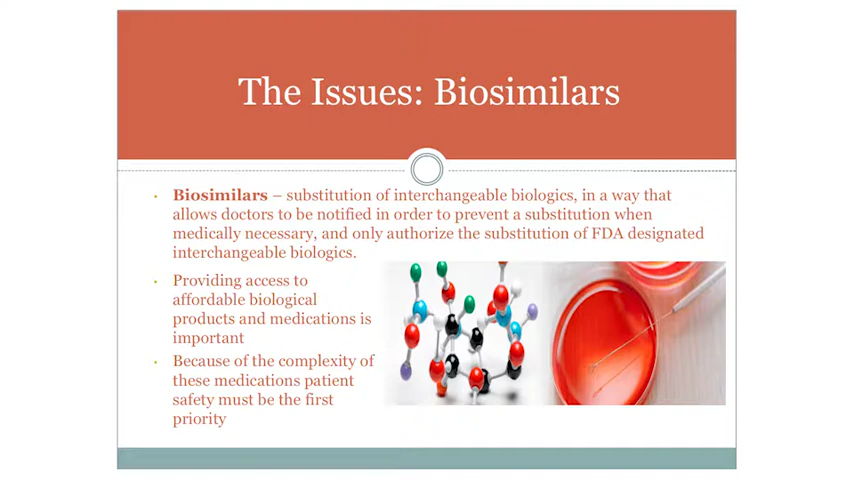 The Issues: Biosimilars
• Biosimilars – substitution of interchangeable biologics, in a way that
allows doctors to be notified in order to prevent a substitution when
medically necessary, and only authorize the substitution of FDA designated
interchangeable biologics.
• Providing access to
affordable biological
products and medications is
important
• Because of the complexity of
these medications patient
safety must be the first
priority